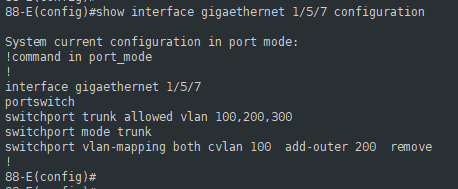 88-E(config)#show interface gigaethernet 1/5/7 configuration
System current configuration in port mode:
!command in port_mode
!
interface gigaethernet 1/5/7
portswitch
switchport trunk allowed vlan 100,200,300
switchport mode trunk
switchport vlan-mapping both cvlan 100  add-outer 200  remove
!
88-E(config)#